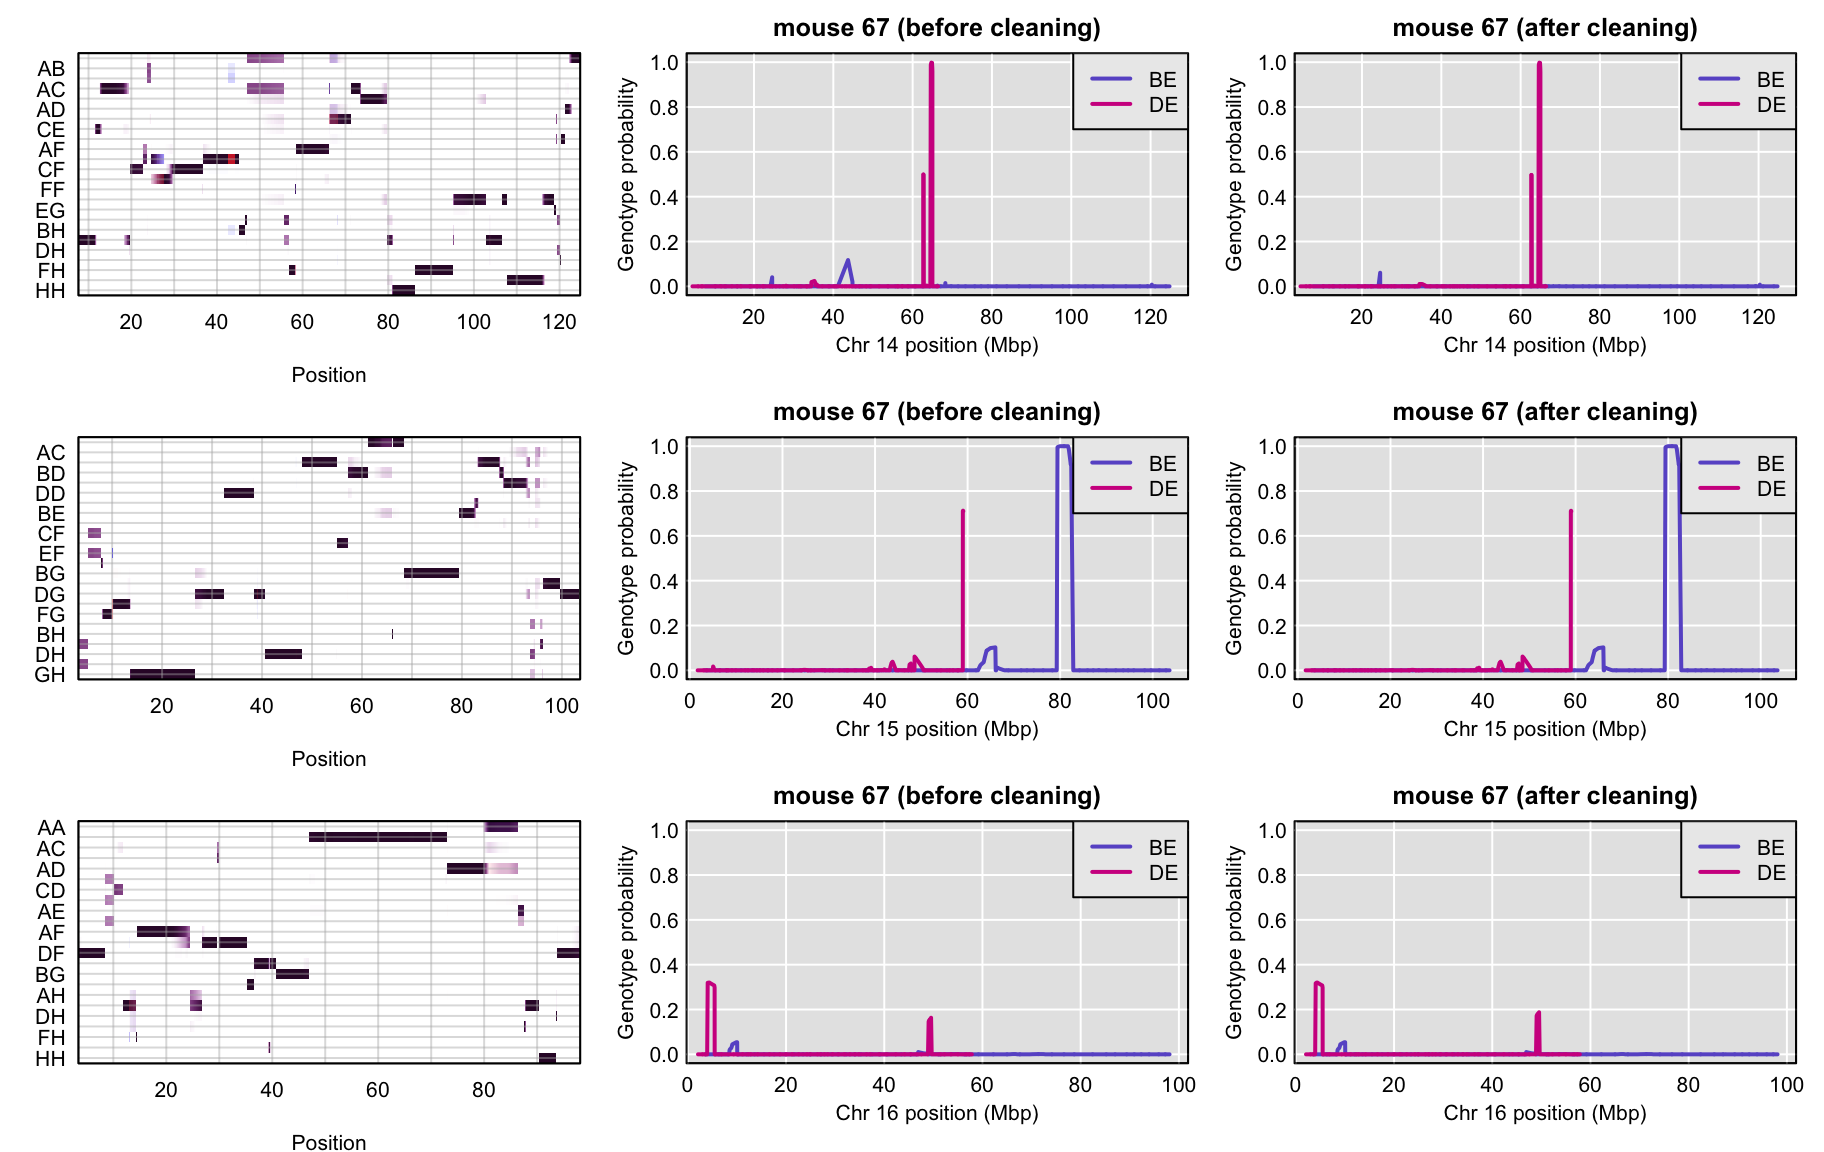 AB
AC
AD
CE
AF
CF
FF
EG
BH
DH
FH
HH
20 40 60 80 100 120
Position
mouse 67 (before cleaning)
Genotype probability
1.0
0.8
0.6
0.4
0.2
0.0
BE
DE
20 40 60 80 100 120
Chr 14 position (Mbp)
mouse 67 (after cleaning)
Genotype probability
1.0
0.8
0.6
0.4
0.2
0.0
BE
DE
20 40 60 80 100 120
Chr 14 position (Mbp)
AC
BD
DD
BE
CF
EF
BG
DG
FG
BH
DH
GH
20 40 60 80 100
Position
mouse 67 (before cleaning)
Genotype probability
1.0
0.8
0.6
0.4
0.2
0.0
BE
DE
0 20 40 60 80 100
Chr 15 position (Mbp)
mouse 67 (after cleaning)
Genotype probability
1.0
0.8
0.6
0.4
0.2
0.0
BE
DE
0 20 40 60 80 100
Chr 15 position (Mbp)
AA
AC
AD
CD
AE
AF
DF
BG
AH
DH
FH
HH
20 40 60 80
Position
mouse 67 (before cleaning)
Genotype probability
1.0
0.8
0.6
0.4
0.2
0.0
BE
DE
0 20 40 60 80 100
Chr 16 position (Mbp)
mouse 67 (after cleaning)
Genotype probability
1.0
0.8
0.6
0.4
0.2
0.0
BE
DE
0 20 40 60 80 100
Chr 16 position (Mbp)